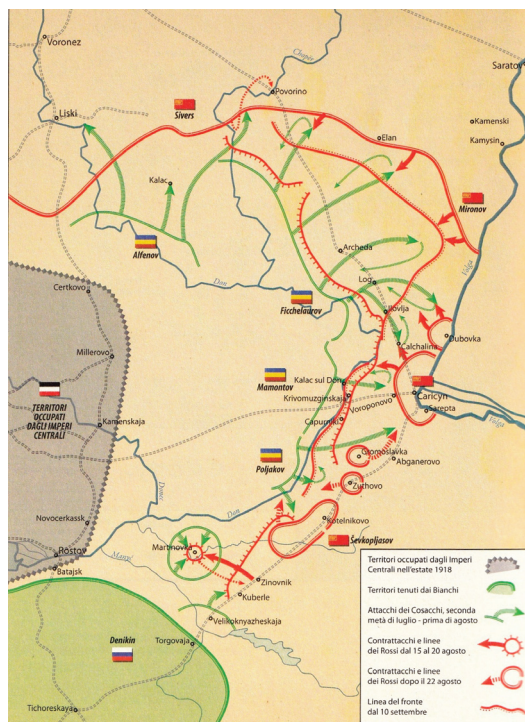 Voronez
Chopër
Saratov
Povorino
Liski
Sivers
Kamenski
Elan
Kamysin
Kalac
Mironov
Alfenov
Archeda
Volga
Don
Log
Certkovo
Ficchelaurov
Ilovlja
Dubovka
Calchalina
Millerovo
Mamontov
Kalac sul Don
Krivomuzginskaja
Voroponovo
Caricyn
Sarepta
Volga
TERRITORI
OCCUPATI
DAGLI IMPERI
CENTRALI
Kamenskaja
Capurniki
Poljakov
Gromoslavka
Abganerovo
Donec
Don
Zuthovo
Novocerkassk
Kotelnikovo
Ševkopljasov
Rostov
Manyč
Martinovka
Batajsk
Zinovnik
Kuberle
Velikoknyazheskaja
Denikin
Torgovaja
Tichoreskaya
Territori occupati dagli Imperi
Centrali nell'estate 1918
Territori tenuti dai Bianchi
Attacchi dei Cosacchi, seconda
metà di luglio - prima di agosto
Contrattacchi e linee
dei Rossi dal 15 al 20 agosto
Contrattacchi e linee
dei Rossi dopo il 22 agosto
Linea del fronte
dal 10 settembre